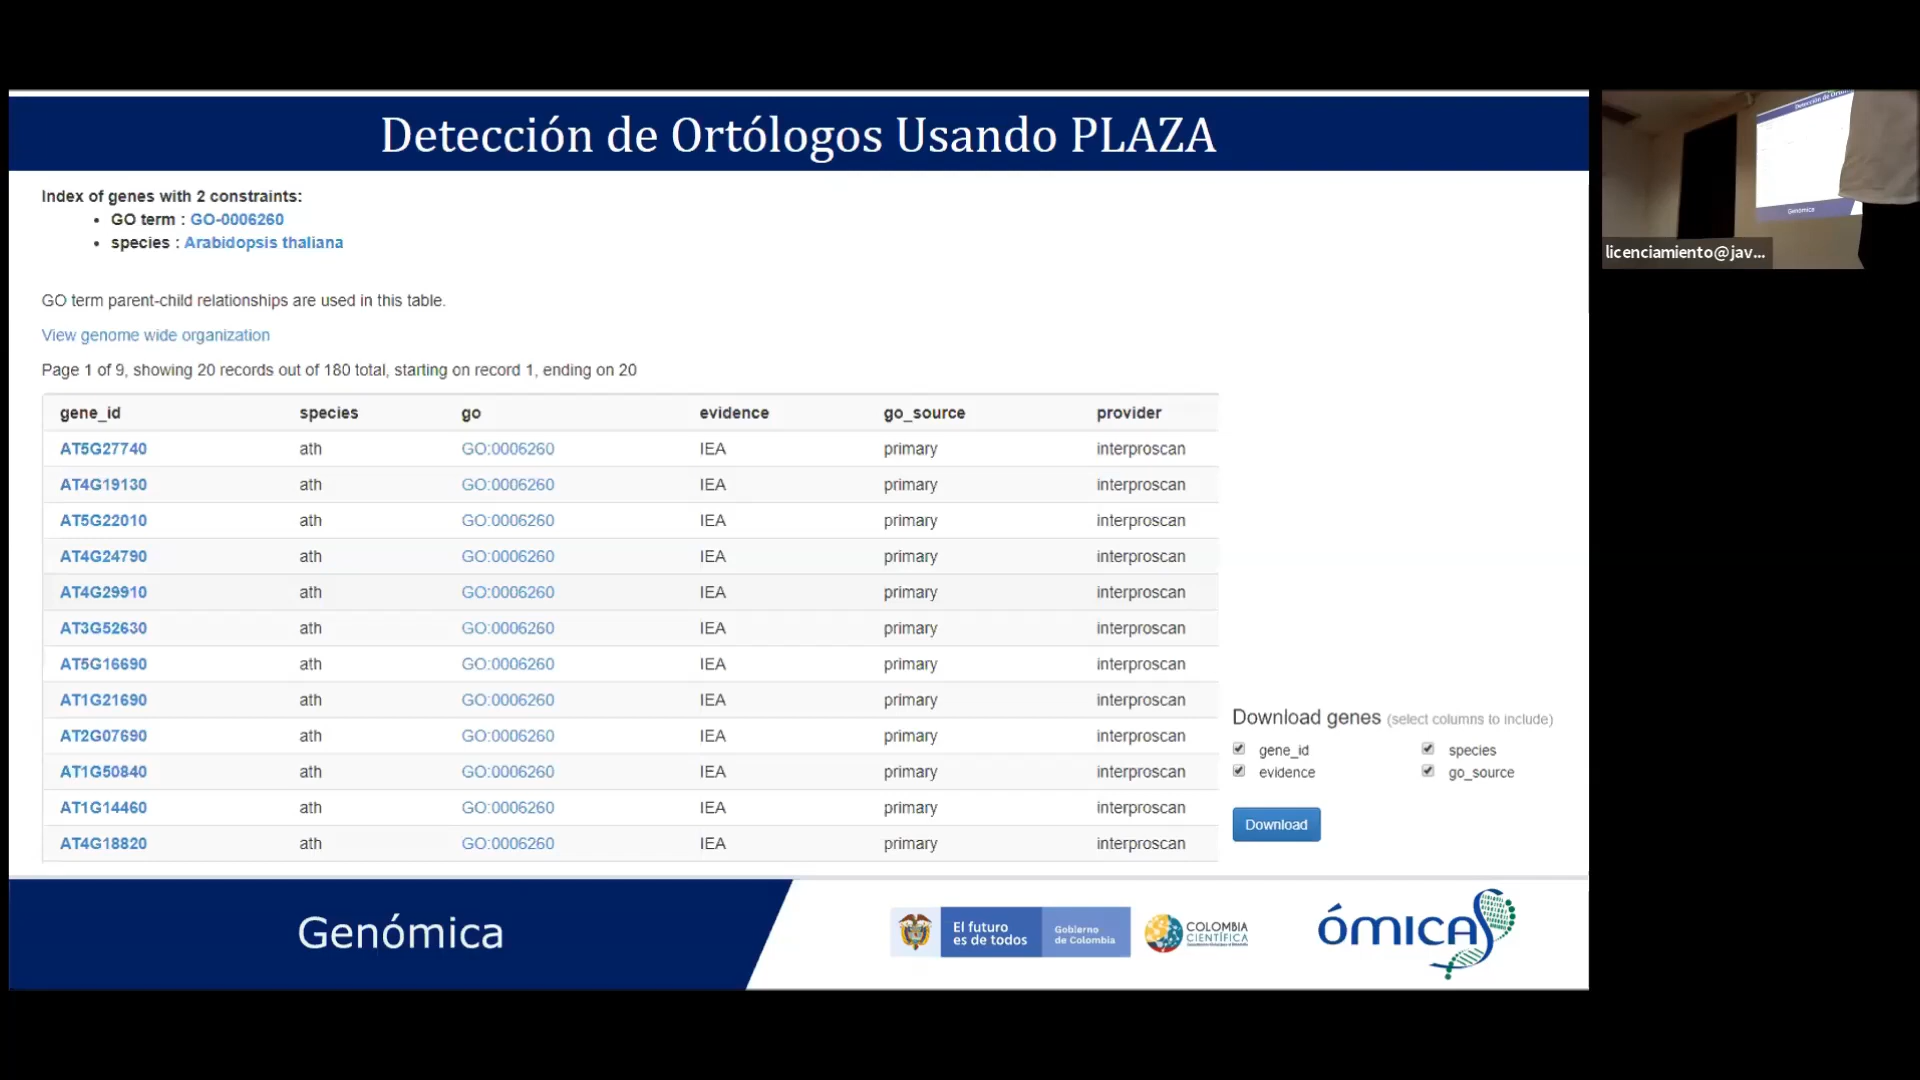 Detección de Ortólogos Usando PLAZA
Index of genes with 2 constraints:
• GO term : GO-0006260
• species : Arabidopsis thaliana
GO term parent-child relationships are used in this table.
View genome wide organization
Page 1 of 9, showing 20 records out of 180 total, starting on record 1, ending on 20
gene_id species go evidence go_source provider
AT5G27740 ath GO:0006260 IEA primary interproscan
AT4G19130 ath GO:0006260 IEA primary interproscan
AT5G22010 ath GO:0006260 IEA primary interproscan
AT4G24790 ath GO:0006260 IEA primary interproscan
AT4G29910 ath GO:0006260 IEA primary interproscan
AT3G52630 ath GO:0006260 IEA primary interproscan
AT5G16690 ath GO:0006260 IEA primary interproscan
AT1G21690 ath GO:0006260 IEA primary interproscan
AT2G07690 ath GO:0006260 IEA primary interproscan
AT1G50840 ath GO:0006260 IEA primary interproscan
AT1G14460 ath GO:0006260 IEA primary interproscan
AT4G18820 ath GO:0006260 IEA primary interproscan
Download genes (select columns to include)
gene_id species
evidence go_source
Download
Genómica
El futuro
es de todos
Gobierno
de Colombia
COLOMBIA
CIENTÍFICA
ómicas
Genómica
licenciamiento@jav...